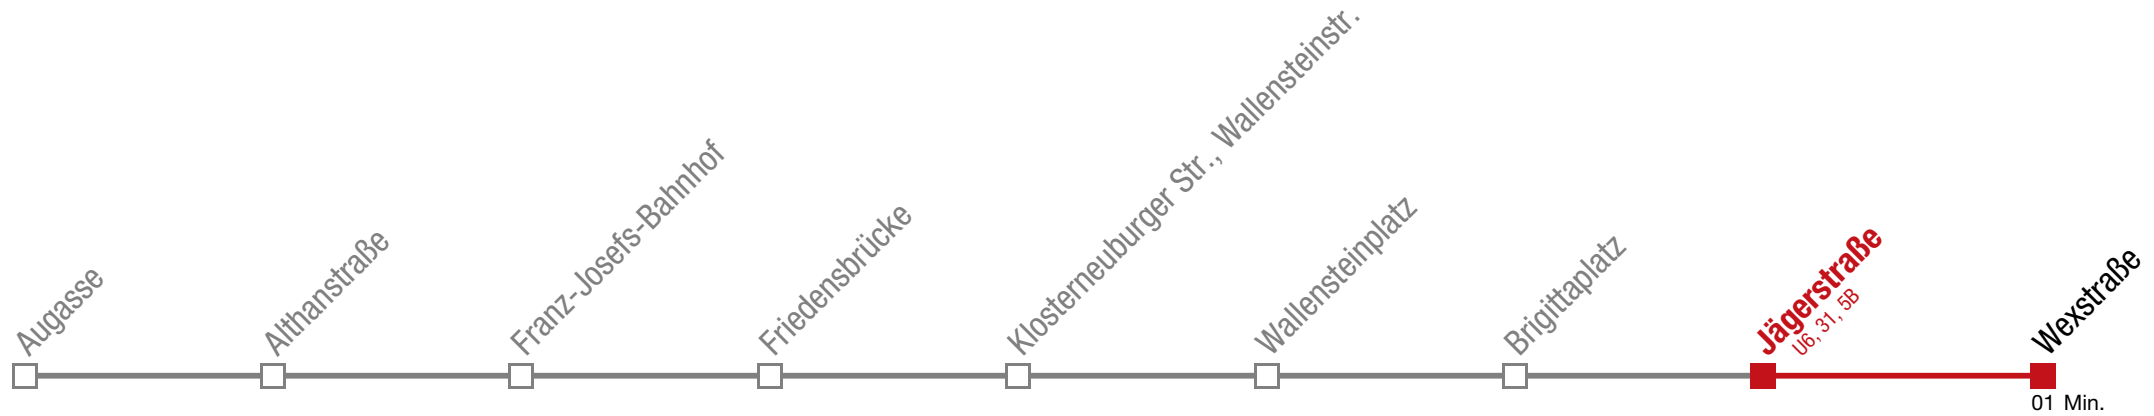 Augasse
Althanstraße
Franz-Josefs-Bahnhof
Friedensbrücke
Klosterneuburger Str., Wallensteinstr.
Wallensteinplatz
Brigittaplatz
Jägerstraße
U6, 31, 5B
Wexstraße
01 Min.